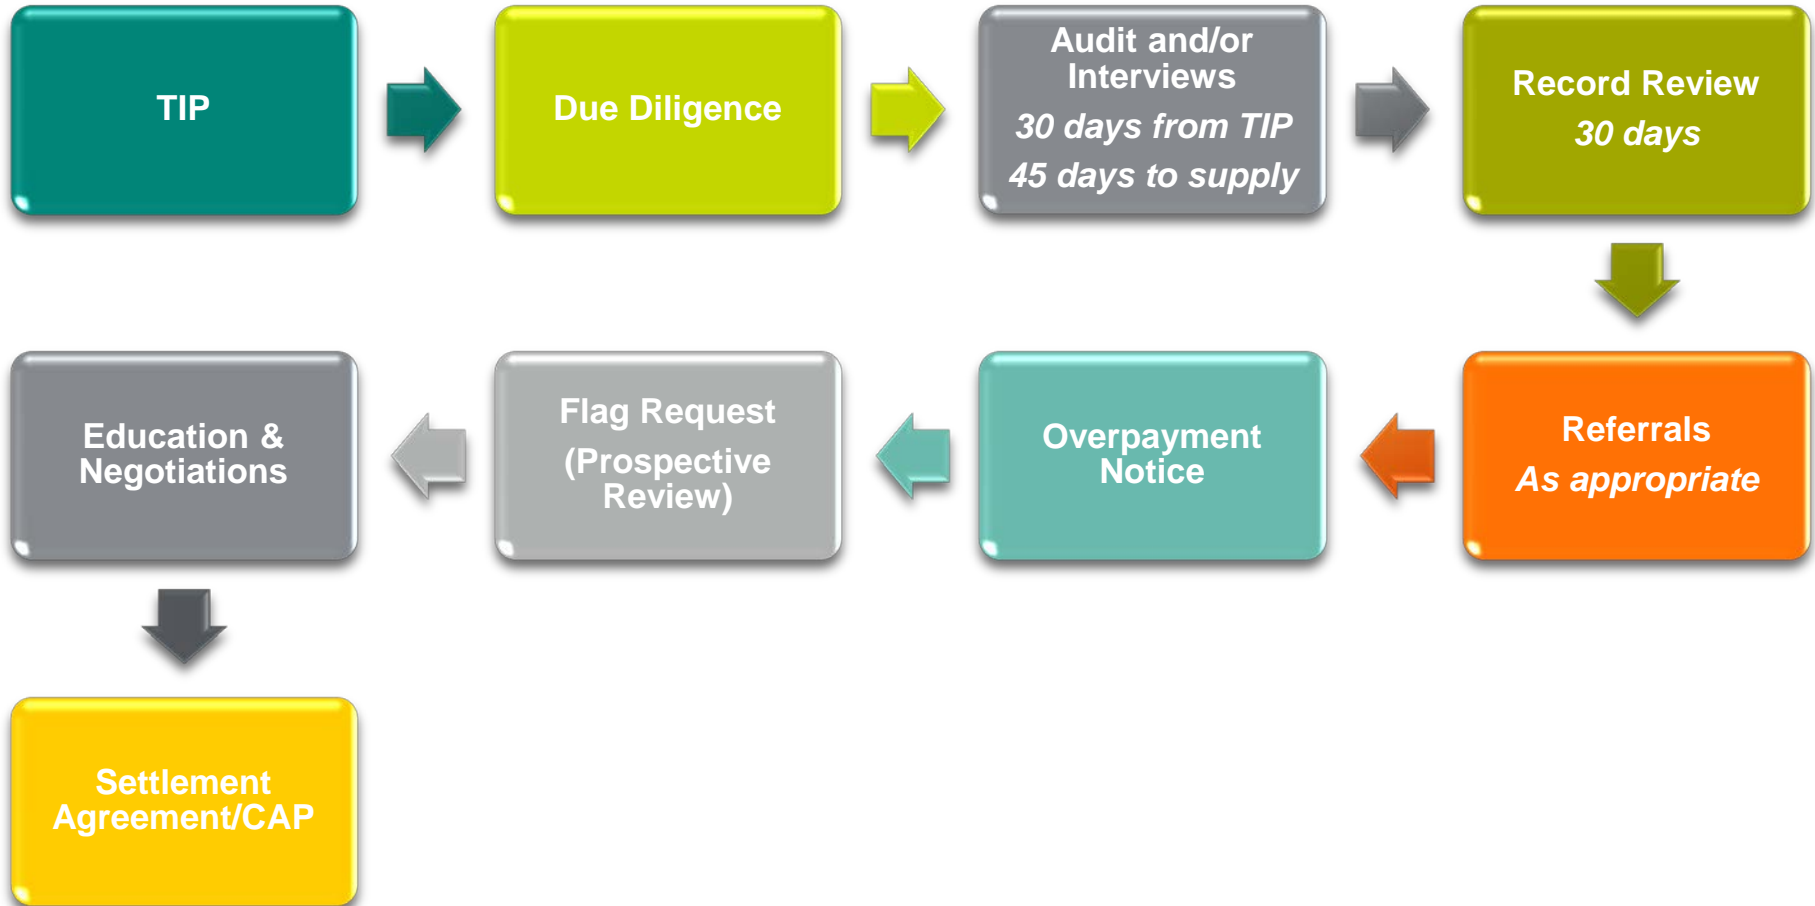 TIP
Due Diligence
Audit and/or
Interviews
30 days from TIP
45 days to supply
Record Review
30 days
Referrals
As appropriate
Overpayment
Notice
Flag Request
(Prospective
Review)
Education &
Negotiations
Settlement
Agreement/CAP